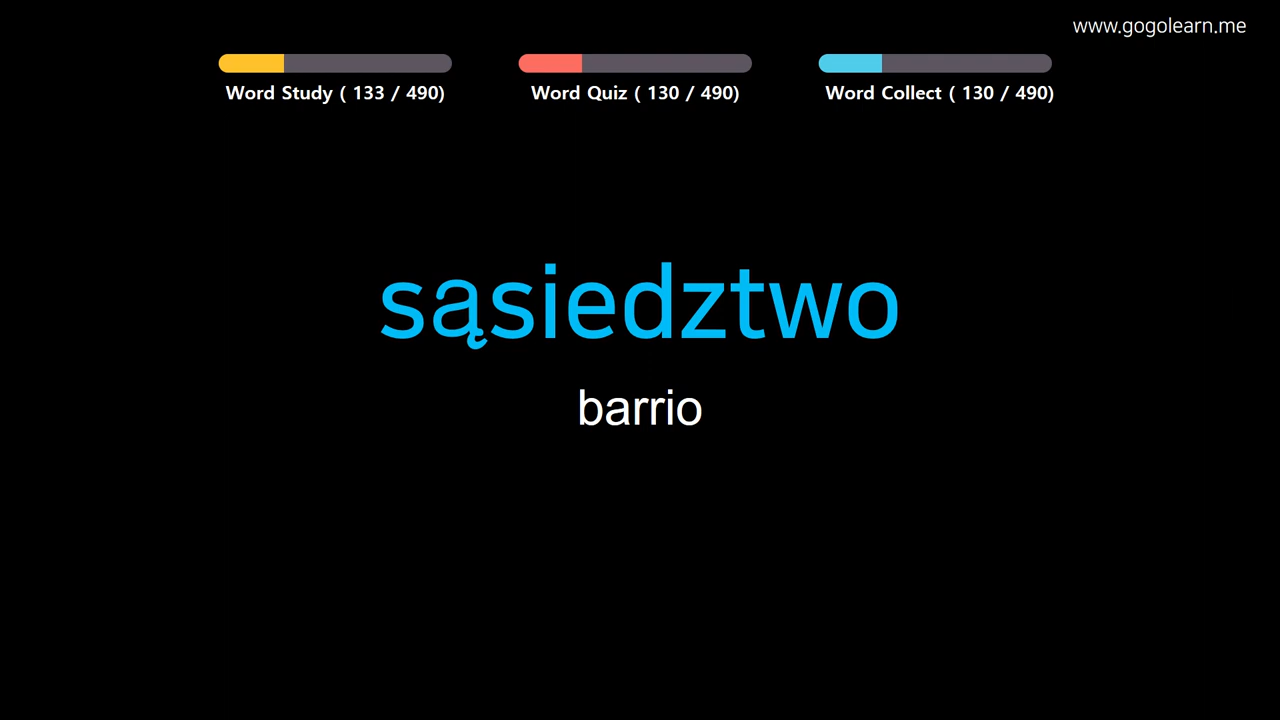 www.gogolearn.me
Word Study ( 133 / 490)
Word Quiz ( 130 / 490)
Word Collect ( 130 / 490)
sąsiedztwo
barrio